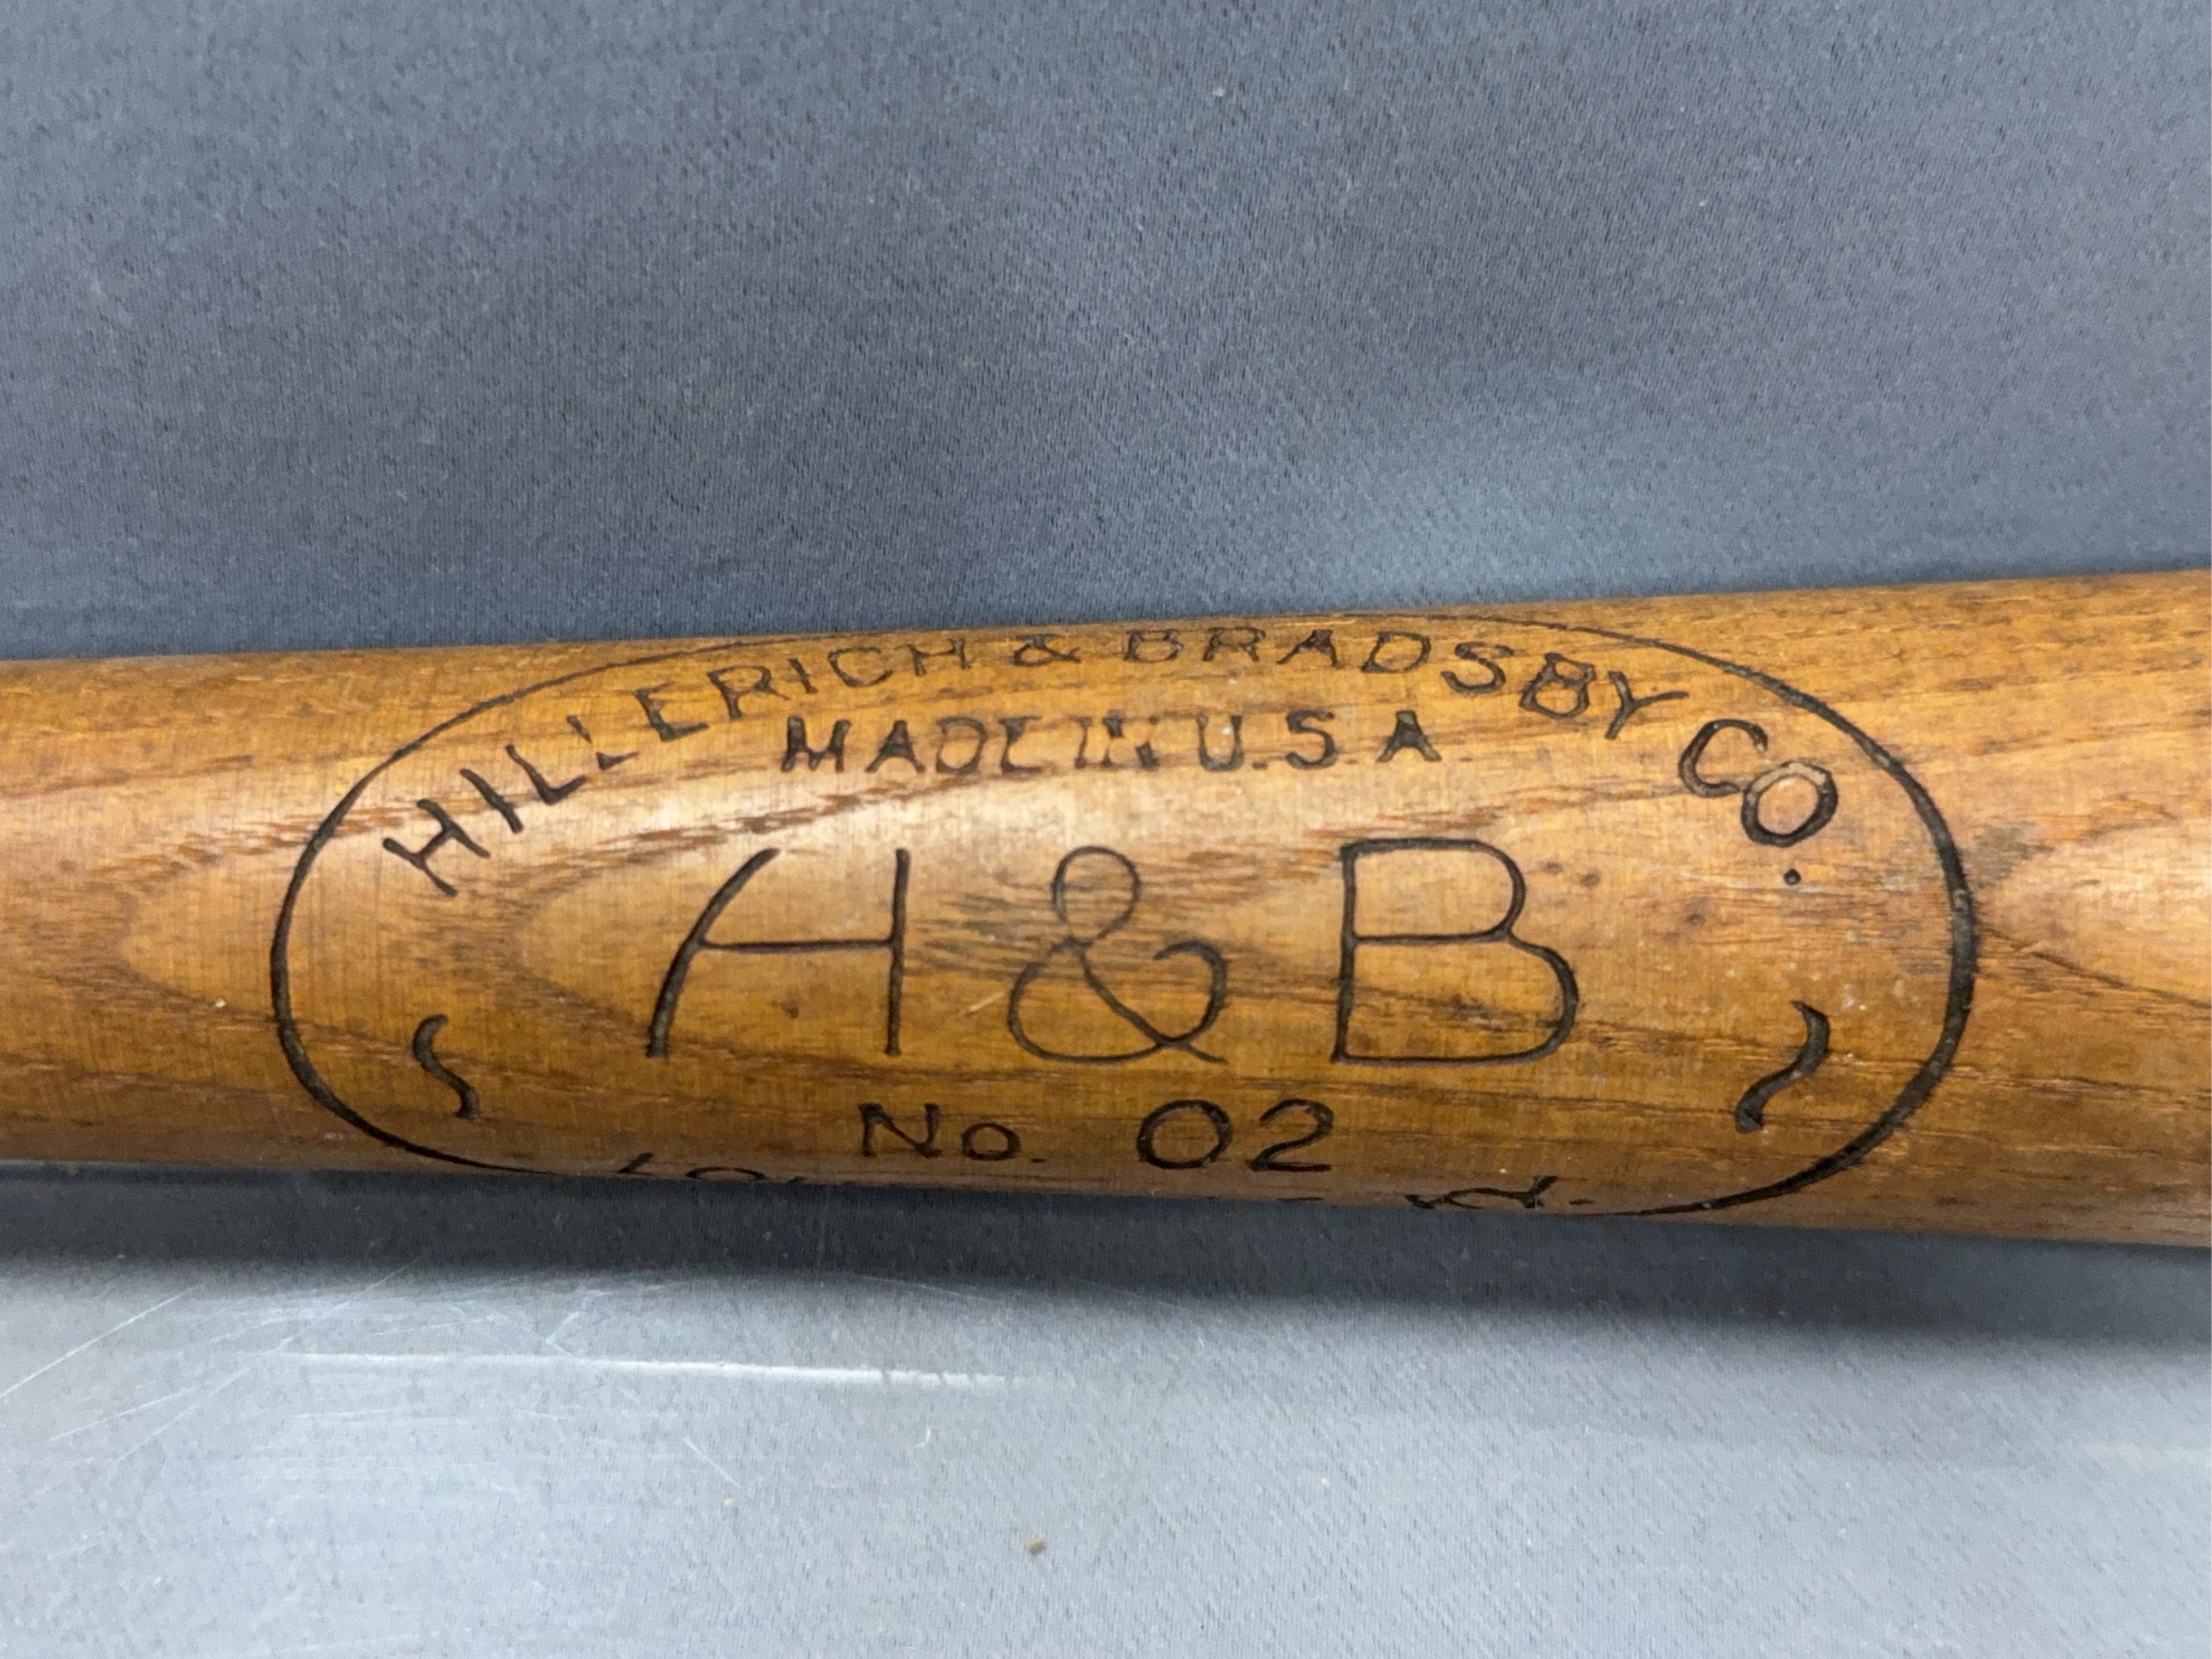 HILLERICH & BRADSBY CO.
MADE IN U.S.A
H & B
No. 02